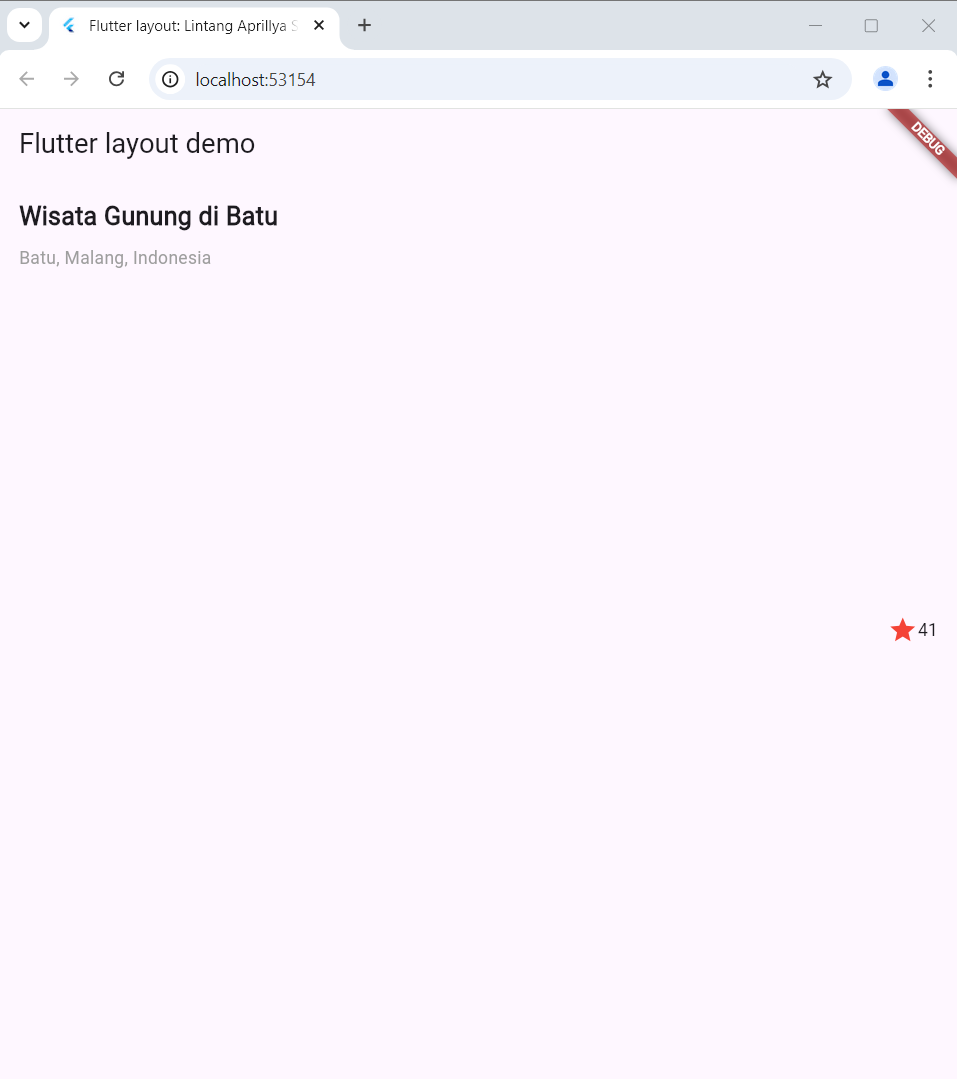 Flutter layout: Lintang Aprillya
localhost:53154
DEBUG
Flutter layout demo
Wisata Gunung di Batu
Batu, Malang, Indonesia
41